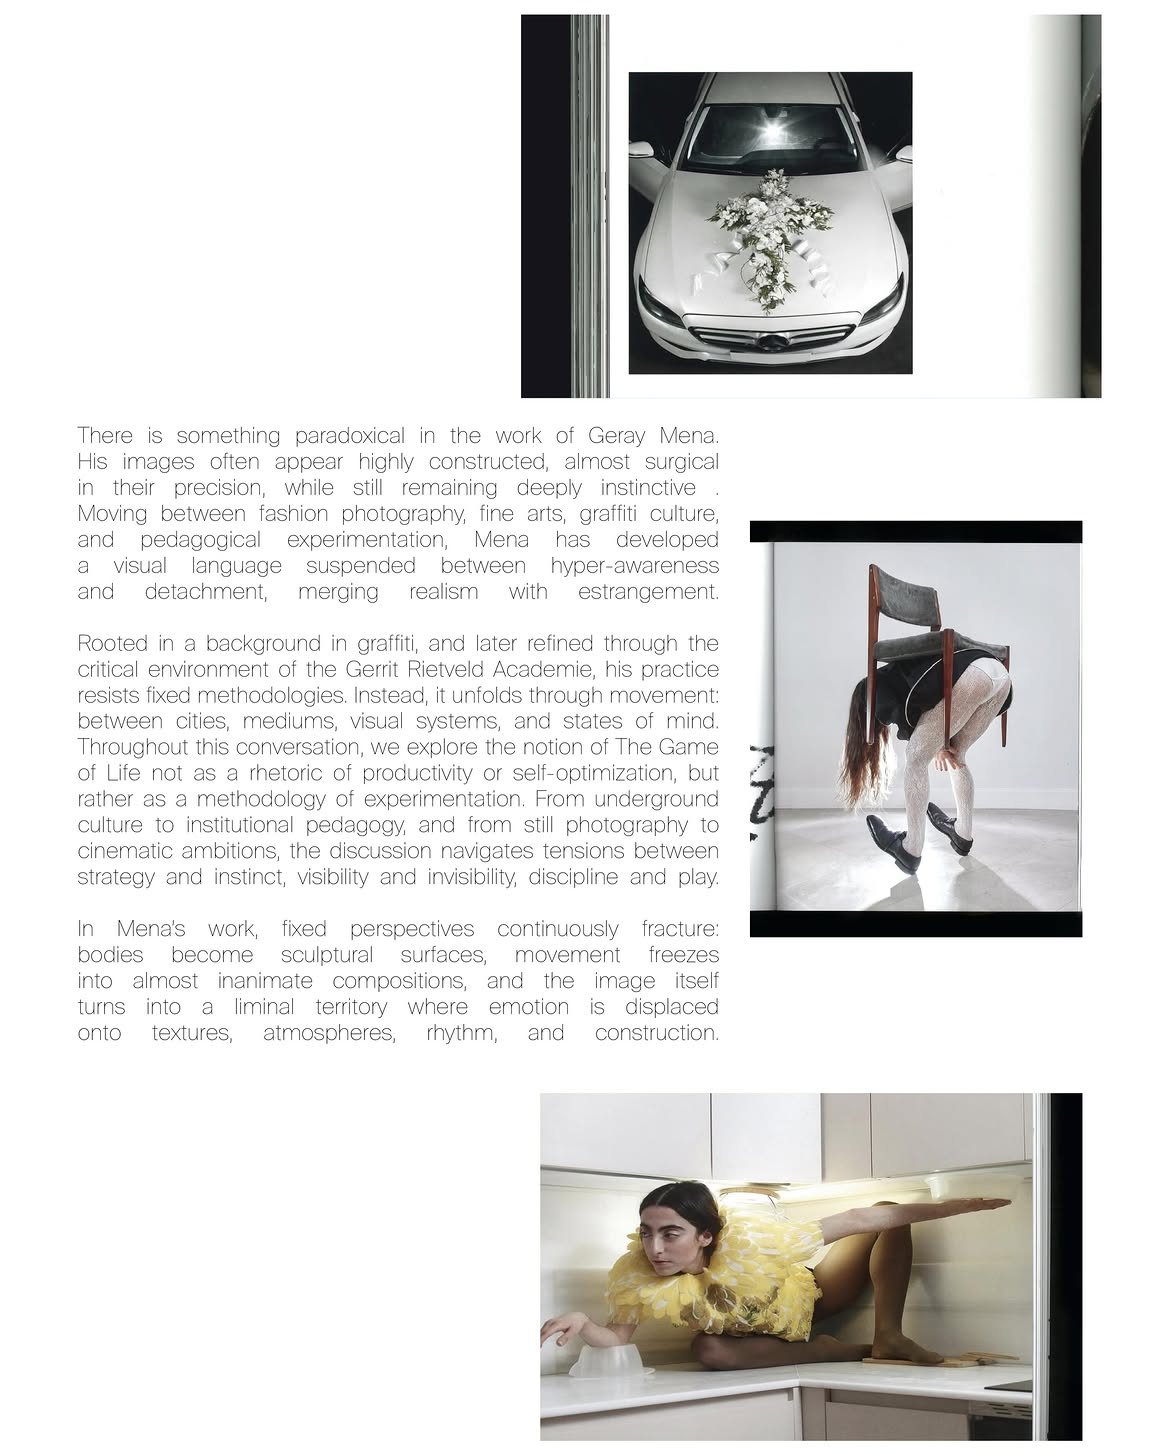 There is something paradoxical in the work of Geray Mena.
His images often appear highly constructed, almost surgical
in their precision, while still remaining deeply instinctive .
Moving between fashion photography, fine arts, graffiti culture,
and pedagogical experimentation, Mena has developed
a visual language suspended between hyper-awareness
and detachment, merging realism with estrangement.
Rooted in a background in graffiti, and later refined through the
critical environment of the Gerrit Rietveld Academie, his practice
resists fixed methodologies. Instead, it unfolds through movement:
between cities, mediums, visual systems, and states of mind.
Throughout this conversation, we explore the notion of The Game
of Life not as a rhetoric of productivity or self-optimization, but
rather as a methodology of experimentation. From underground
culture to institutional pedagogy, and from still photography to
cinematic ambitions, the discussion navigates tensions between
strategy and instinct, visibility and invisibility, discipline and play.
In Mena's work, fixed perspectives continuously fracture:
bodies become sculptural surfaces, movement freezes
into almost inanimate compositions, and the image itself
turns into a liminal territory where emotion is displaced
onto textures, atmospheres, rhythm, and construction.